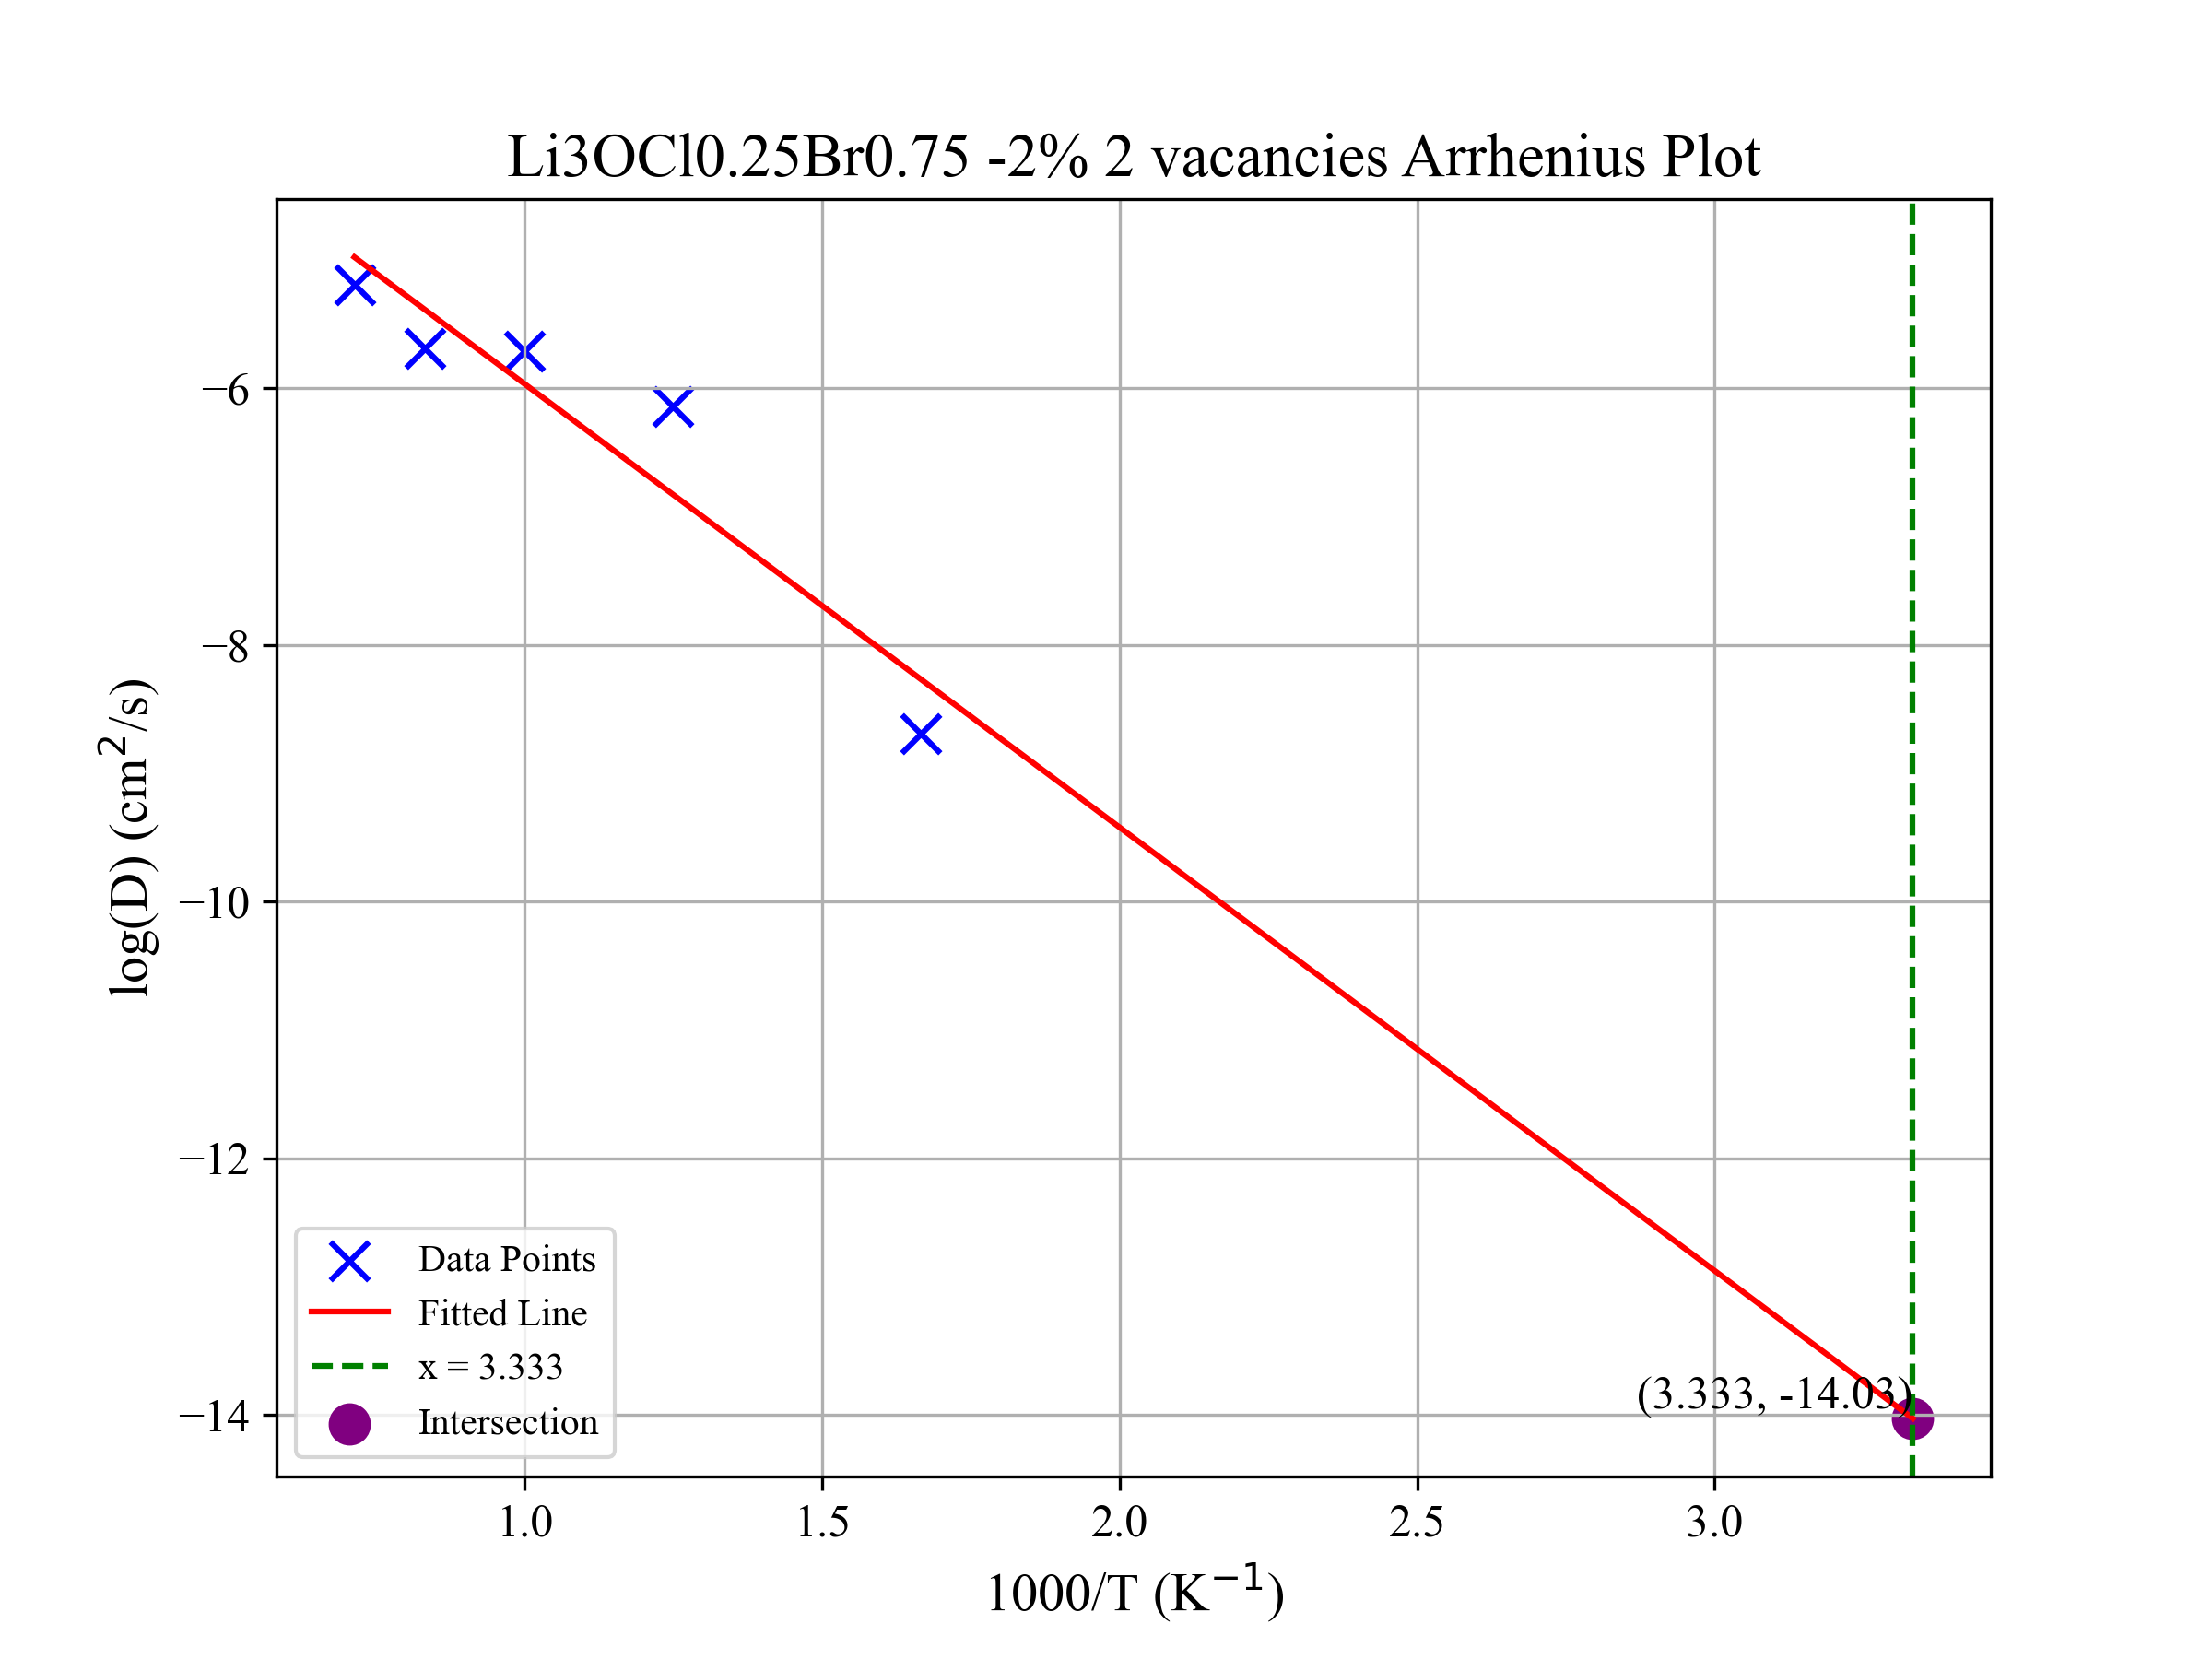 Li3OCl0.25Br0.75 -2% 2 vacancies Arrhenius Plot
log(D) (cm²/s)
−6
−8
−10
−12
−14
(3.333, -14.03)
Data Points
Fitted Line
x = 3.333
Intersection
1.0 1.5 2.0 2.5 3.0
1000/T (K⁻¹)